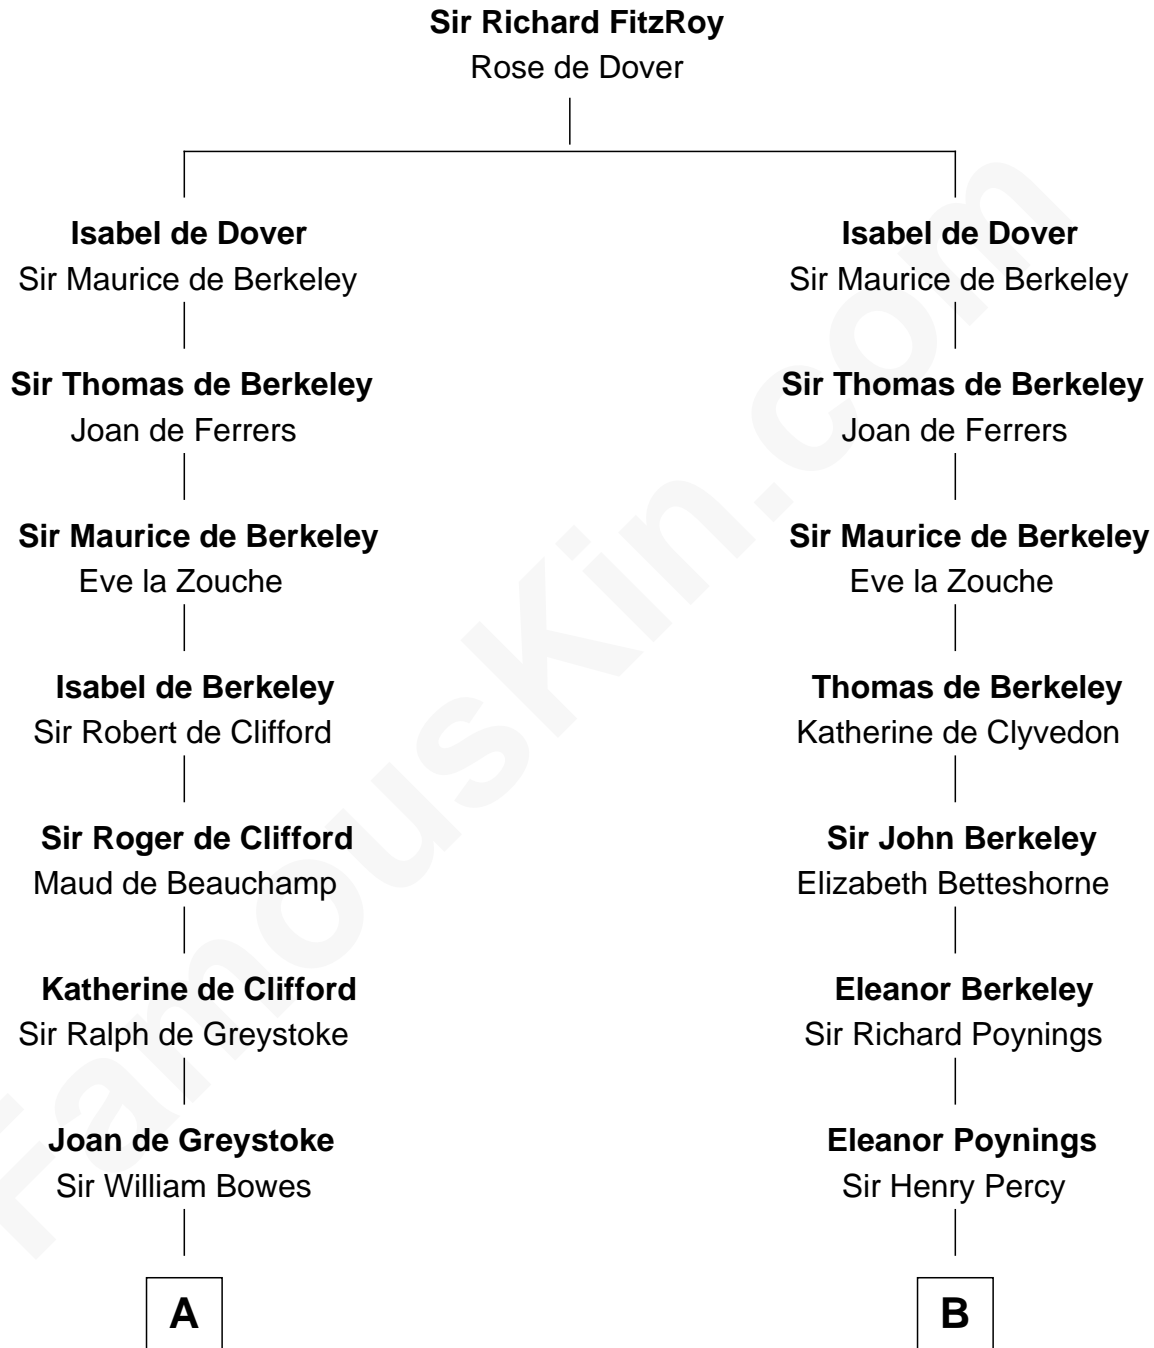 Sir Richard FitzRoy
Rose de Dover
Isabel de Dover
Sir Maurice de Berkeley
Sir Thomas de Berkeley
Joan de Ferrers
Sir Maurice de Berkeley
Eve la Zouche
Isabel de Berkeley
Sir Robert de Clifford
Sir Roger de Clifford
Maud de Beauchamp
Katherine de Clifford
Sir Ralph de Greystoke
Joan de Greystoke
Sir William Bowes
A
Isabel de Dover
Sir Maurice de Berkeley
Sir Thomas de Berkeley
Joan de Ferrers
Sir Maurice de Berkeley
Eve la Zouche
Thomas de Berkeley
Katherine de Clyvedon
Sir John Berkeley
Elizabeth Betteshorne
Eleanor Berkeley
Sir Richard Poynings
Eleanor Poynings
Sir Henry Percy
B
FamousKin.com